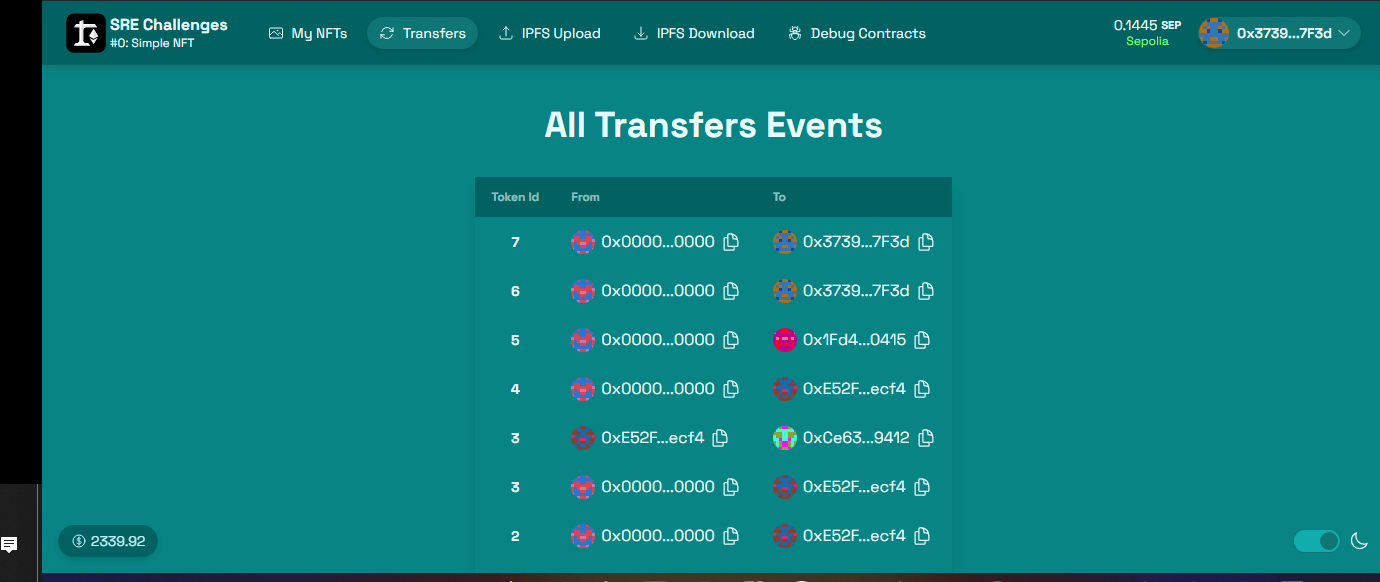 SRE Challenges
#0: Simple NFT
My NFTs
Transfers
IPFS Upload
IPFS Download
Debug Contracts
0.1445 SEP
Sepolia
0x3739...7F3d
All Transfers Events
Token Id From To
7 0x0000...0000 0x3739...7F3d
6 0x0000...0000 0x3739...7F3d
5 0x0000...0000 0x1Fd4...0415
4 0x0000...0000 0xE52F...ecf4
3 0xE52F...ecf4 0xCe63...9412
3 0x0000...0000 0xE52F...ecf4
2 0x0000...0000 0xE52F...ecf4
2339.92